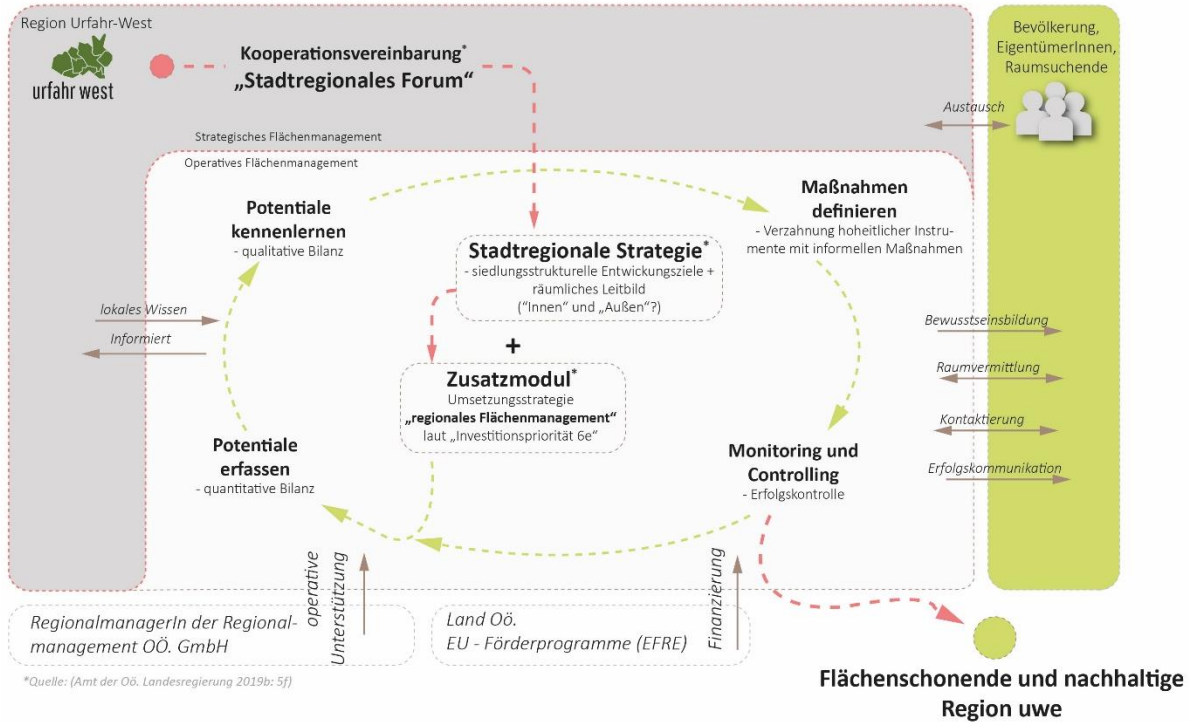 Region Urfahr-West
urfahr west
Kooperationsvereinbarung*
„Stadtregionales Forum“
Strategisches Flächenmanagement
Operatives Flächenmanagement
Bevölkerung,
EigentümerInnen,
Raumsuchende
Austausch
Potentiale
kennenlernen
- qualitative Bilanz
Maßnahmen
definieren
- Verzahnung hoheitlicher Instru-
mente mit informellen Maßnahmen
Stadtregionale Strategie*
- siedlungsstrukturelle Entwickungsziele +
räumliches Leitbild
(“Innen” und „Außen“?)
+
Zusatzmodul*
Umsetzungsstrategie
„regionales Flächenmanagement“
laut „Investitionspriorität 6e“
lokales Wissen
Informiert
Bewusstseinsbildung
Raumvermittlung
Kontaktierung
Erfolgskommunikation
Potentiale
erfassen
- quantitative Bilanz
Monitoring und
Controlling
- Erfolgskontrolle
operative
Unterstützung
Finanzierung
RegionalmanagerIn der Regional-
management OÖ. GmbH
Land Oö.
EU - Förderprogramme (EFRE)
*Quelle: (Amt der Oö. Landesregierung 2019b: 5f)
Flächenschonende und nachhaltige
Region uwe